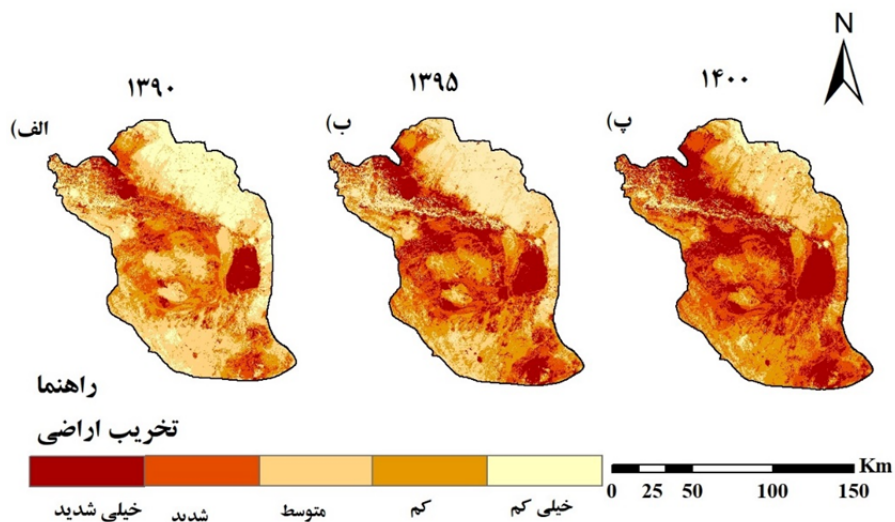 N
۱۳۹۰
۱۳۹۵
۱۴۰۰
الف)
ب)
پ)
راهنما
تخریب اراضی
خیلی شدید
شدید
متوسط
کم
خیلی کم
Km
0 25 50 100 150